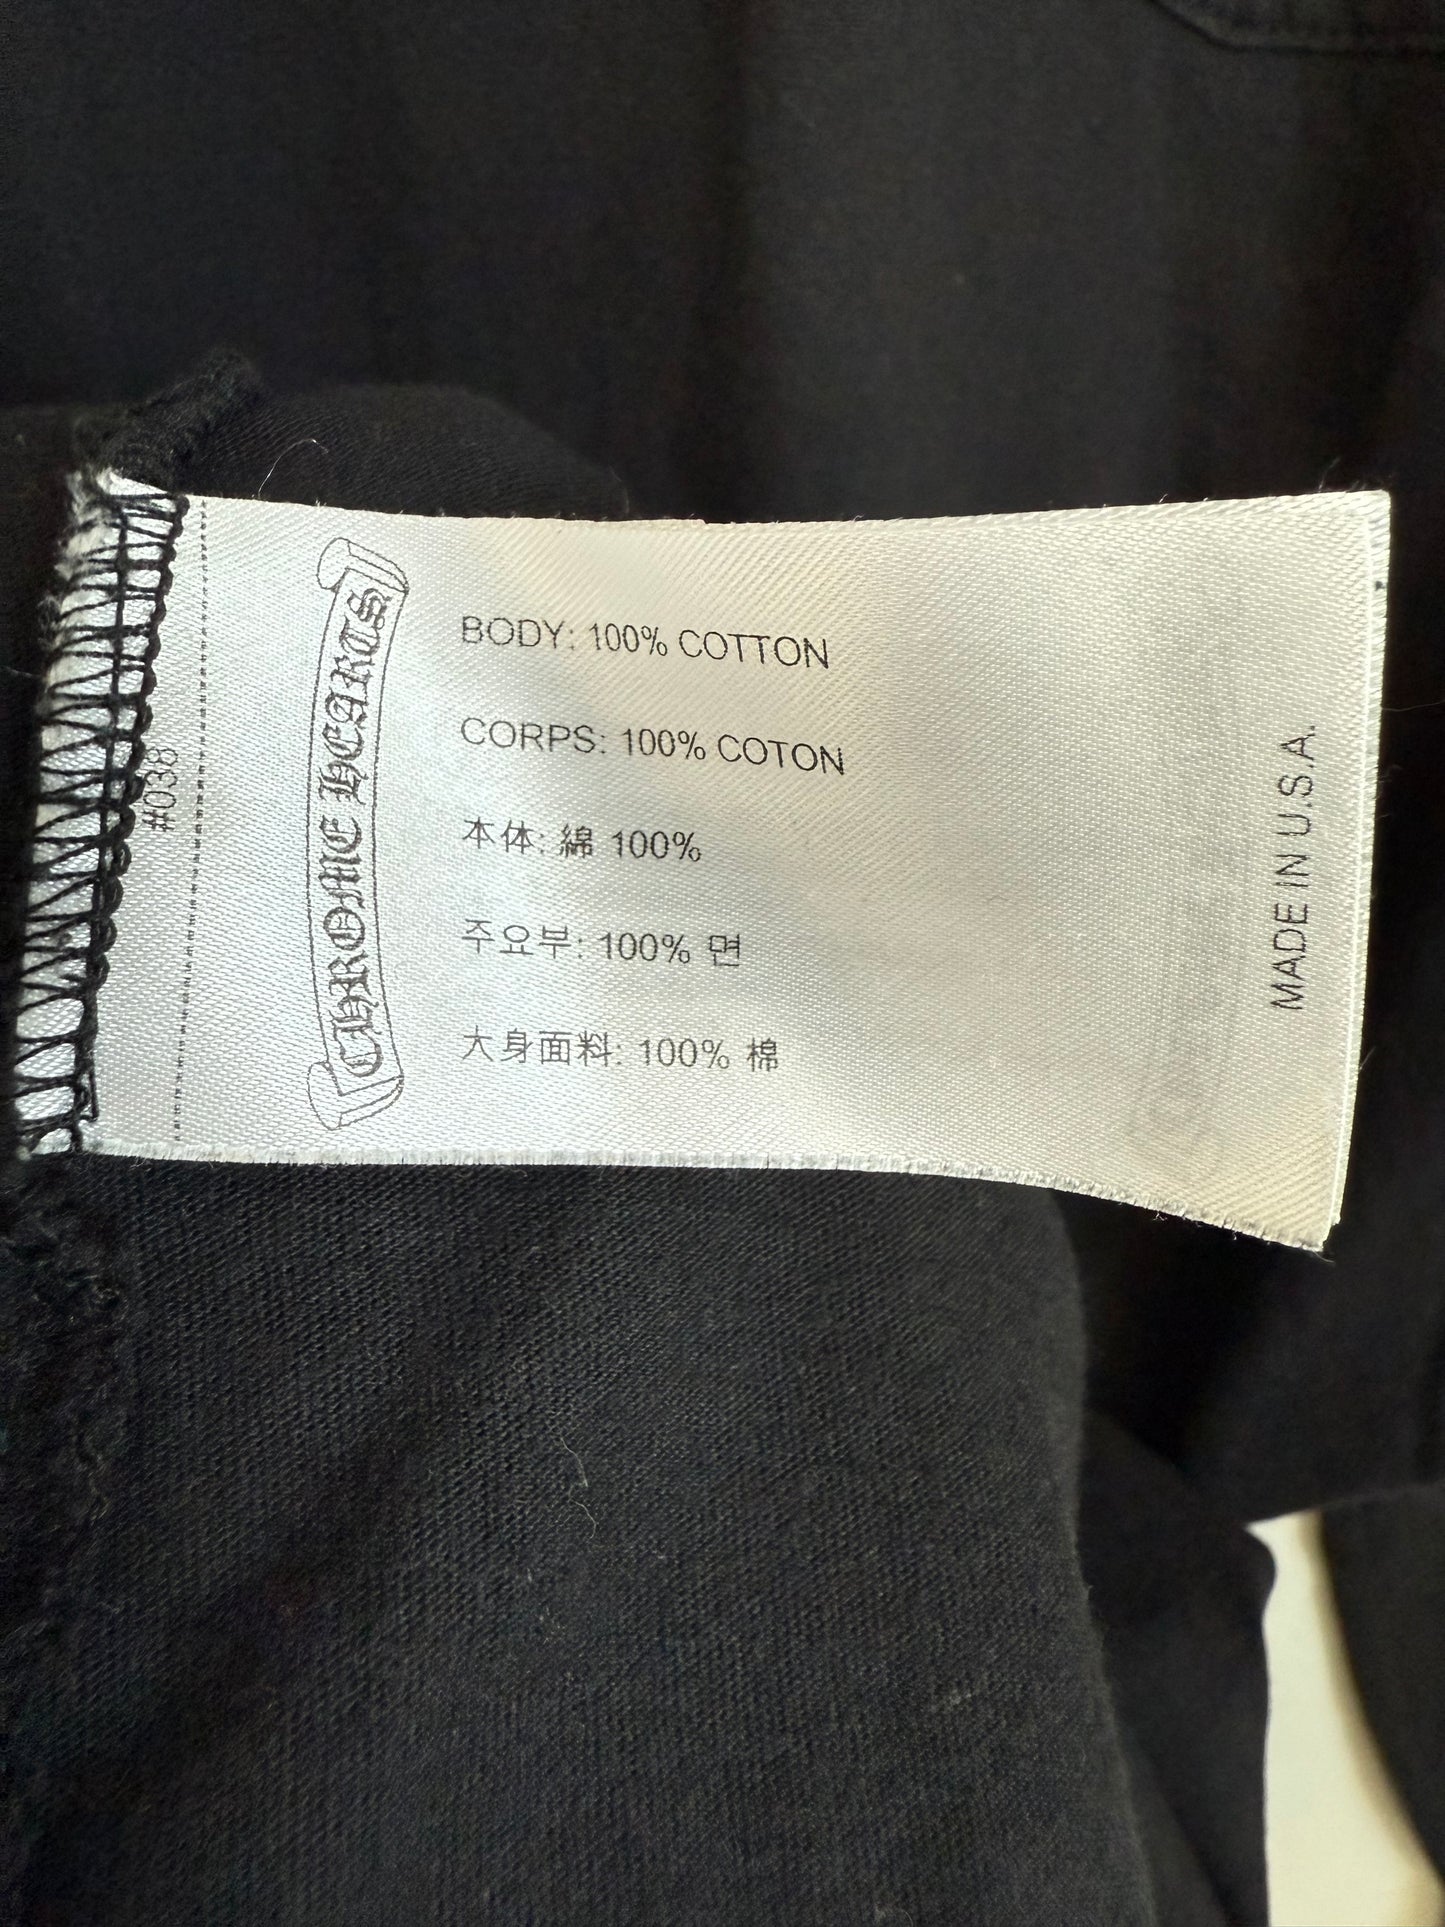 #038
CHROME HEARTS
BODY: 100% COTTON
CORPS: 100% COTON
本体: 綿 100%
주요부: 100% 면
大身面料: 100% 棉
MADE IN U.S.A.